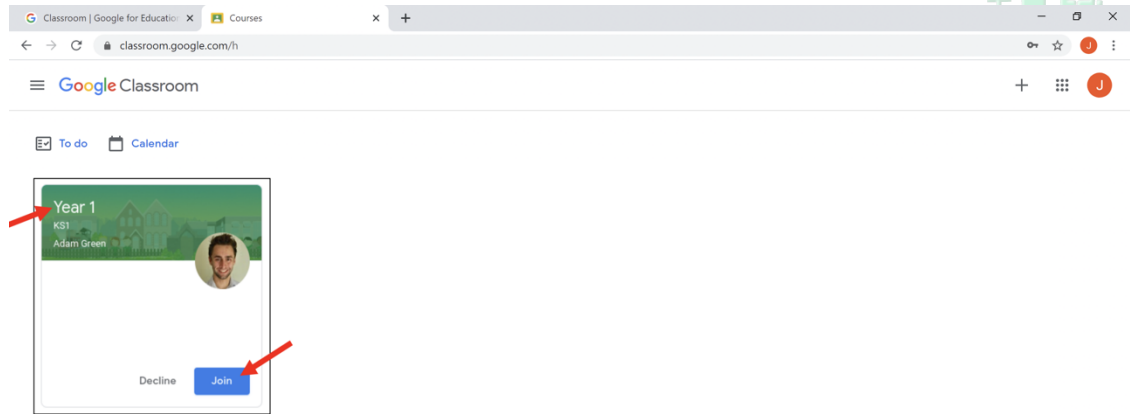 Classroom | Google for Education
Courses
classroom.google.com/h
J
Google Classroom
J
To do
Calendar
Year 1
KS1
Adam Green
Decline
Join